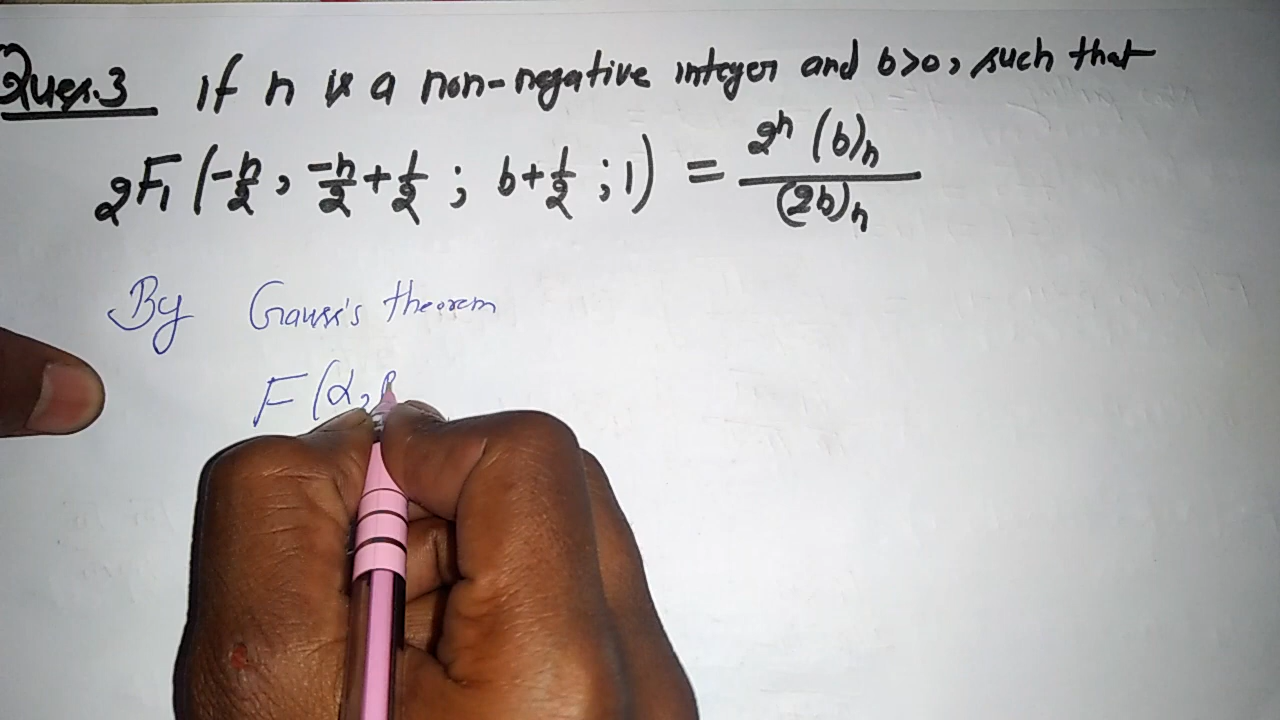 Ques.3 If n is a non-negative integer and b>0, such that
2F1 (-n/2, -n/2 + 1/2 ; b + 1/2 ; 1) = 2^n (b)n / (2b)n
By Gauss's theorem
F(α,